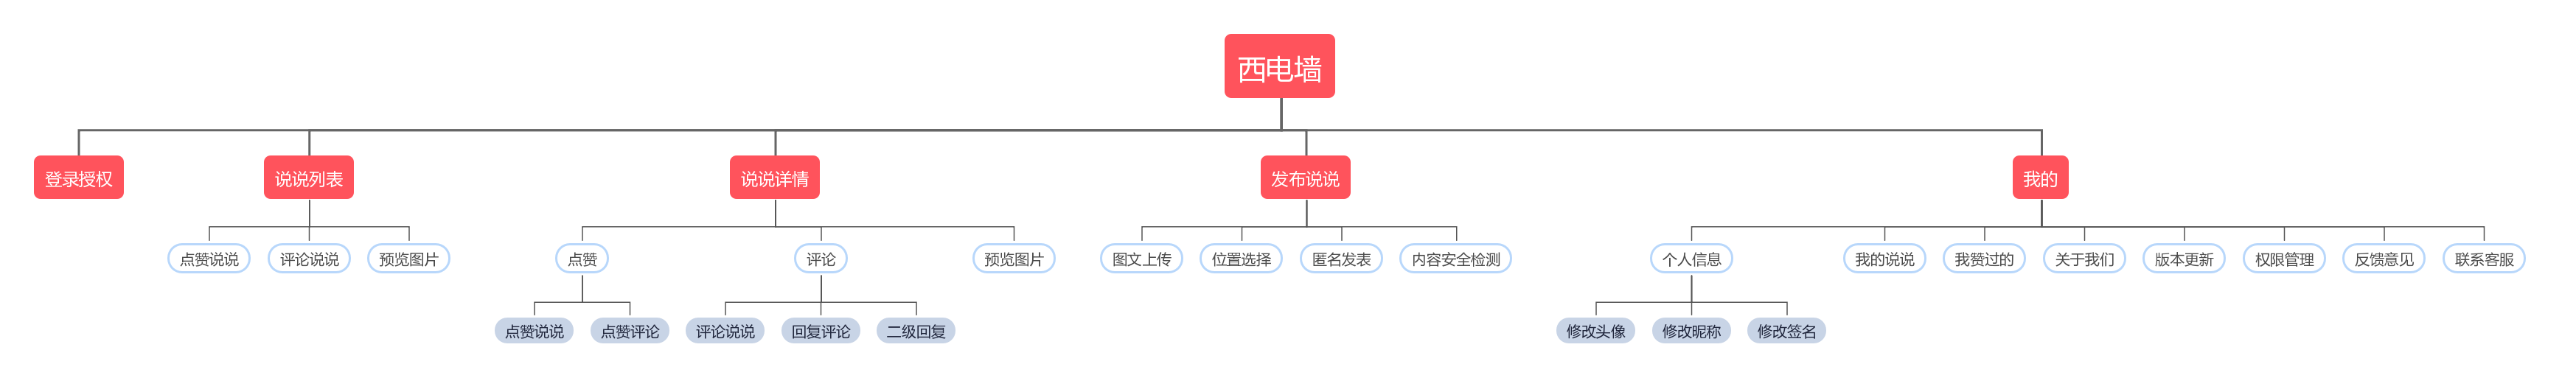 西电墙
登录授权
说说列表
说说详情
发布说说
我的
点赞说说
评论说说
预览图片
点赞
评论
预览图片
图文上传
位置选择
匿名发表
内容安全检测
个人信息
我的说说
我赞过的
关于我们
版本更新
权限管理
反馈意见
联系客服
点赞说说
点赞评论
评论说说
回复评论
二级回复
修改头像
修改昵称
修改签名